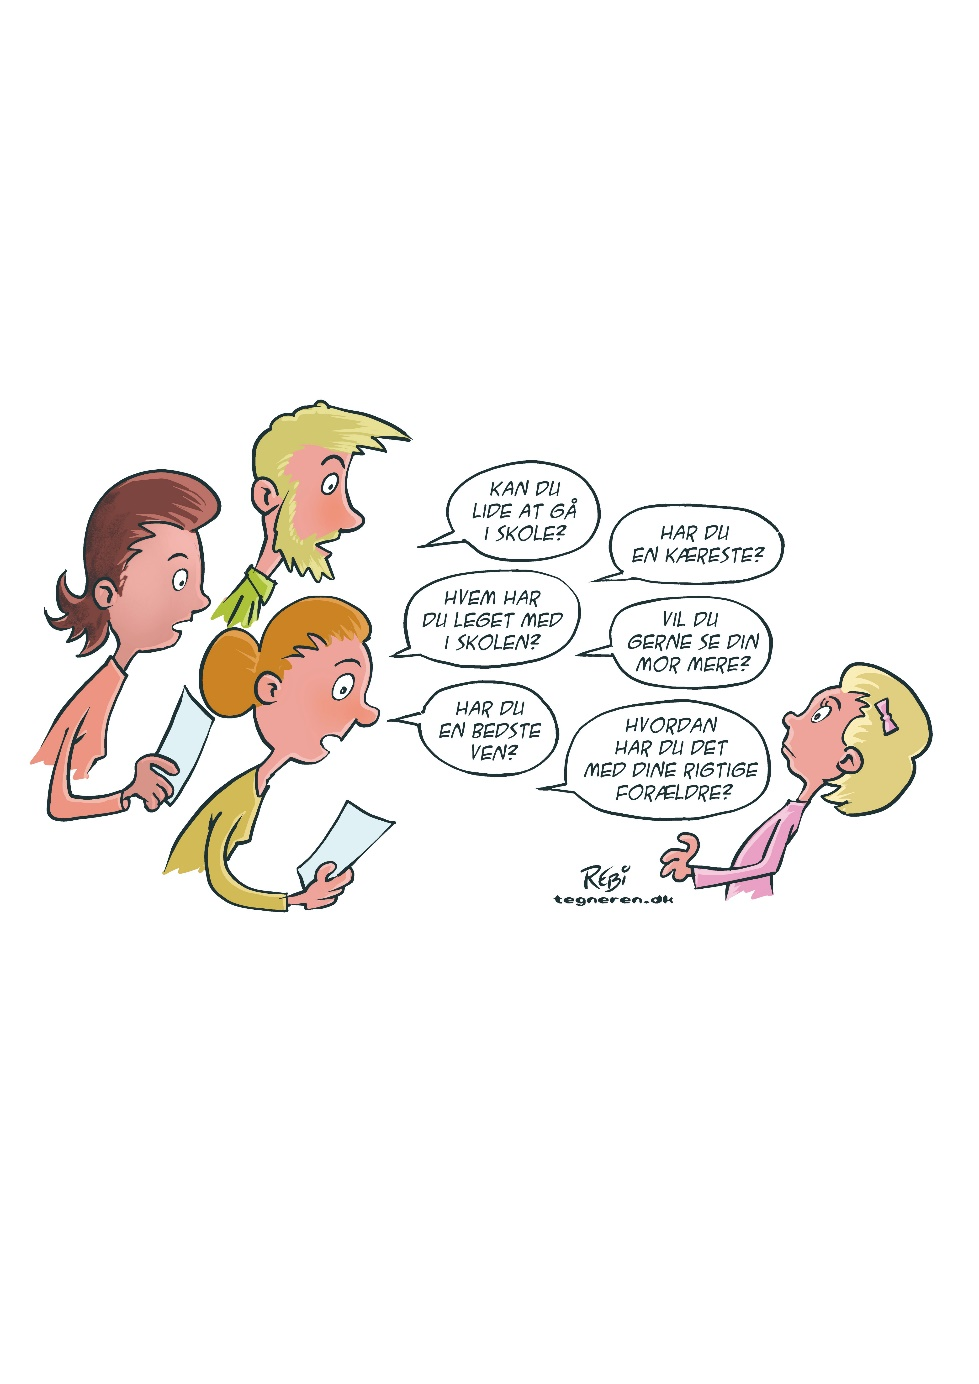 KAN DU
LIDE AT GÅ
I SKOLE?
HAR DU
EN KÆRESTE?
HVEM HAR
DU LEGET MED
I SKOLEN?
VIL DU
GERNE SE DIN
MOR MERE?
HAR DU
EN BEDSTE
VEN?
HVORDAN
HAR DU DET
MED DINE RIGTIGE
FORÆLDRE?
REBI
tegneren.dk